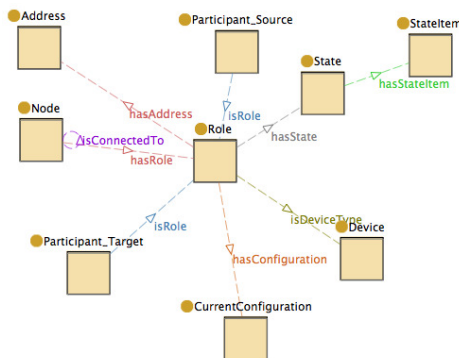 Address
Participant_Source
StateItem
State
hasStateItem
Node
hasAddress
isRole
Role
isConnectedTo
hasState
hasRole
isDeviceType
isRole
Device
Participant_Target
hasConfiguration
CurrentConfiguration